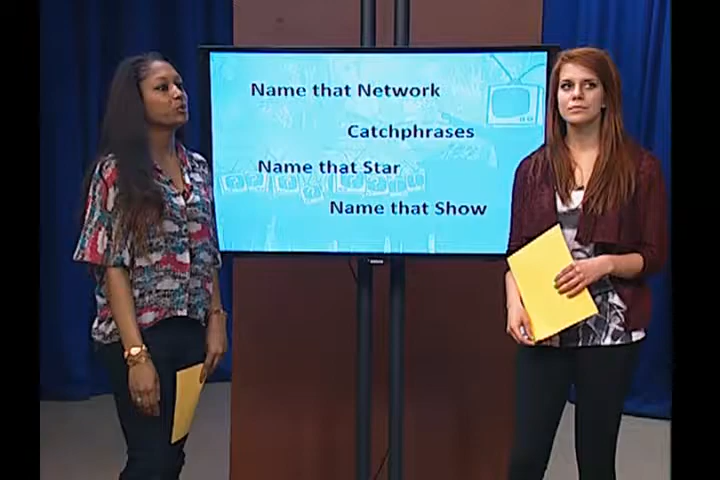 Name that Network
Catchphrases
Name that Star
Name that Show